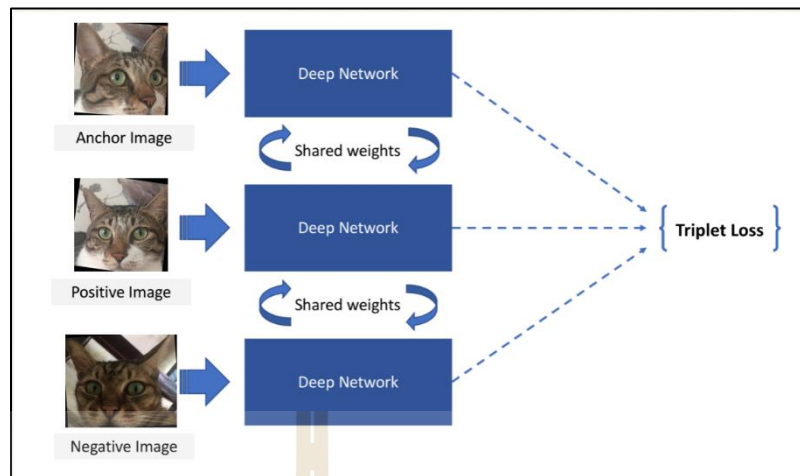 Deep Network
Anchor Image
Shared weights
Deep Network
Triplet Loss
Positive Image
Shared weights
Deep Network
Negative Image